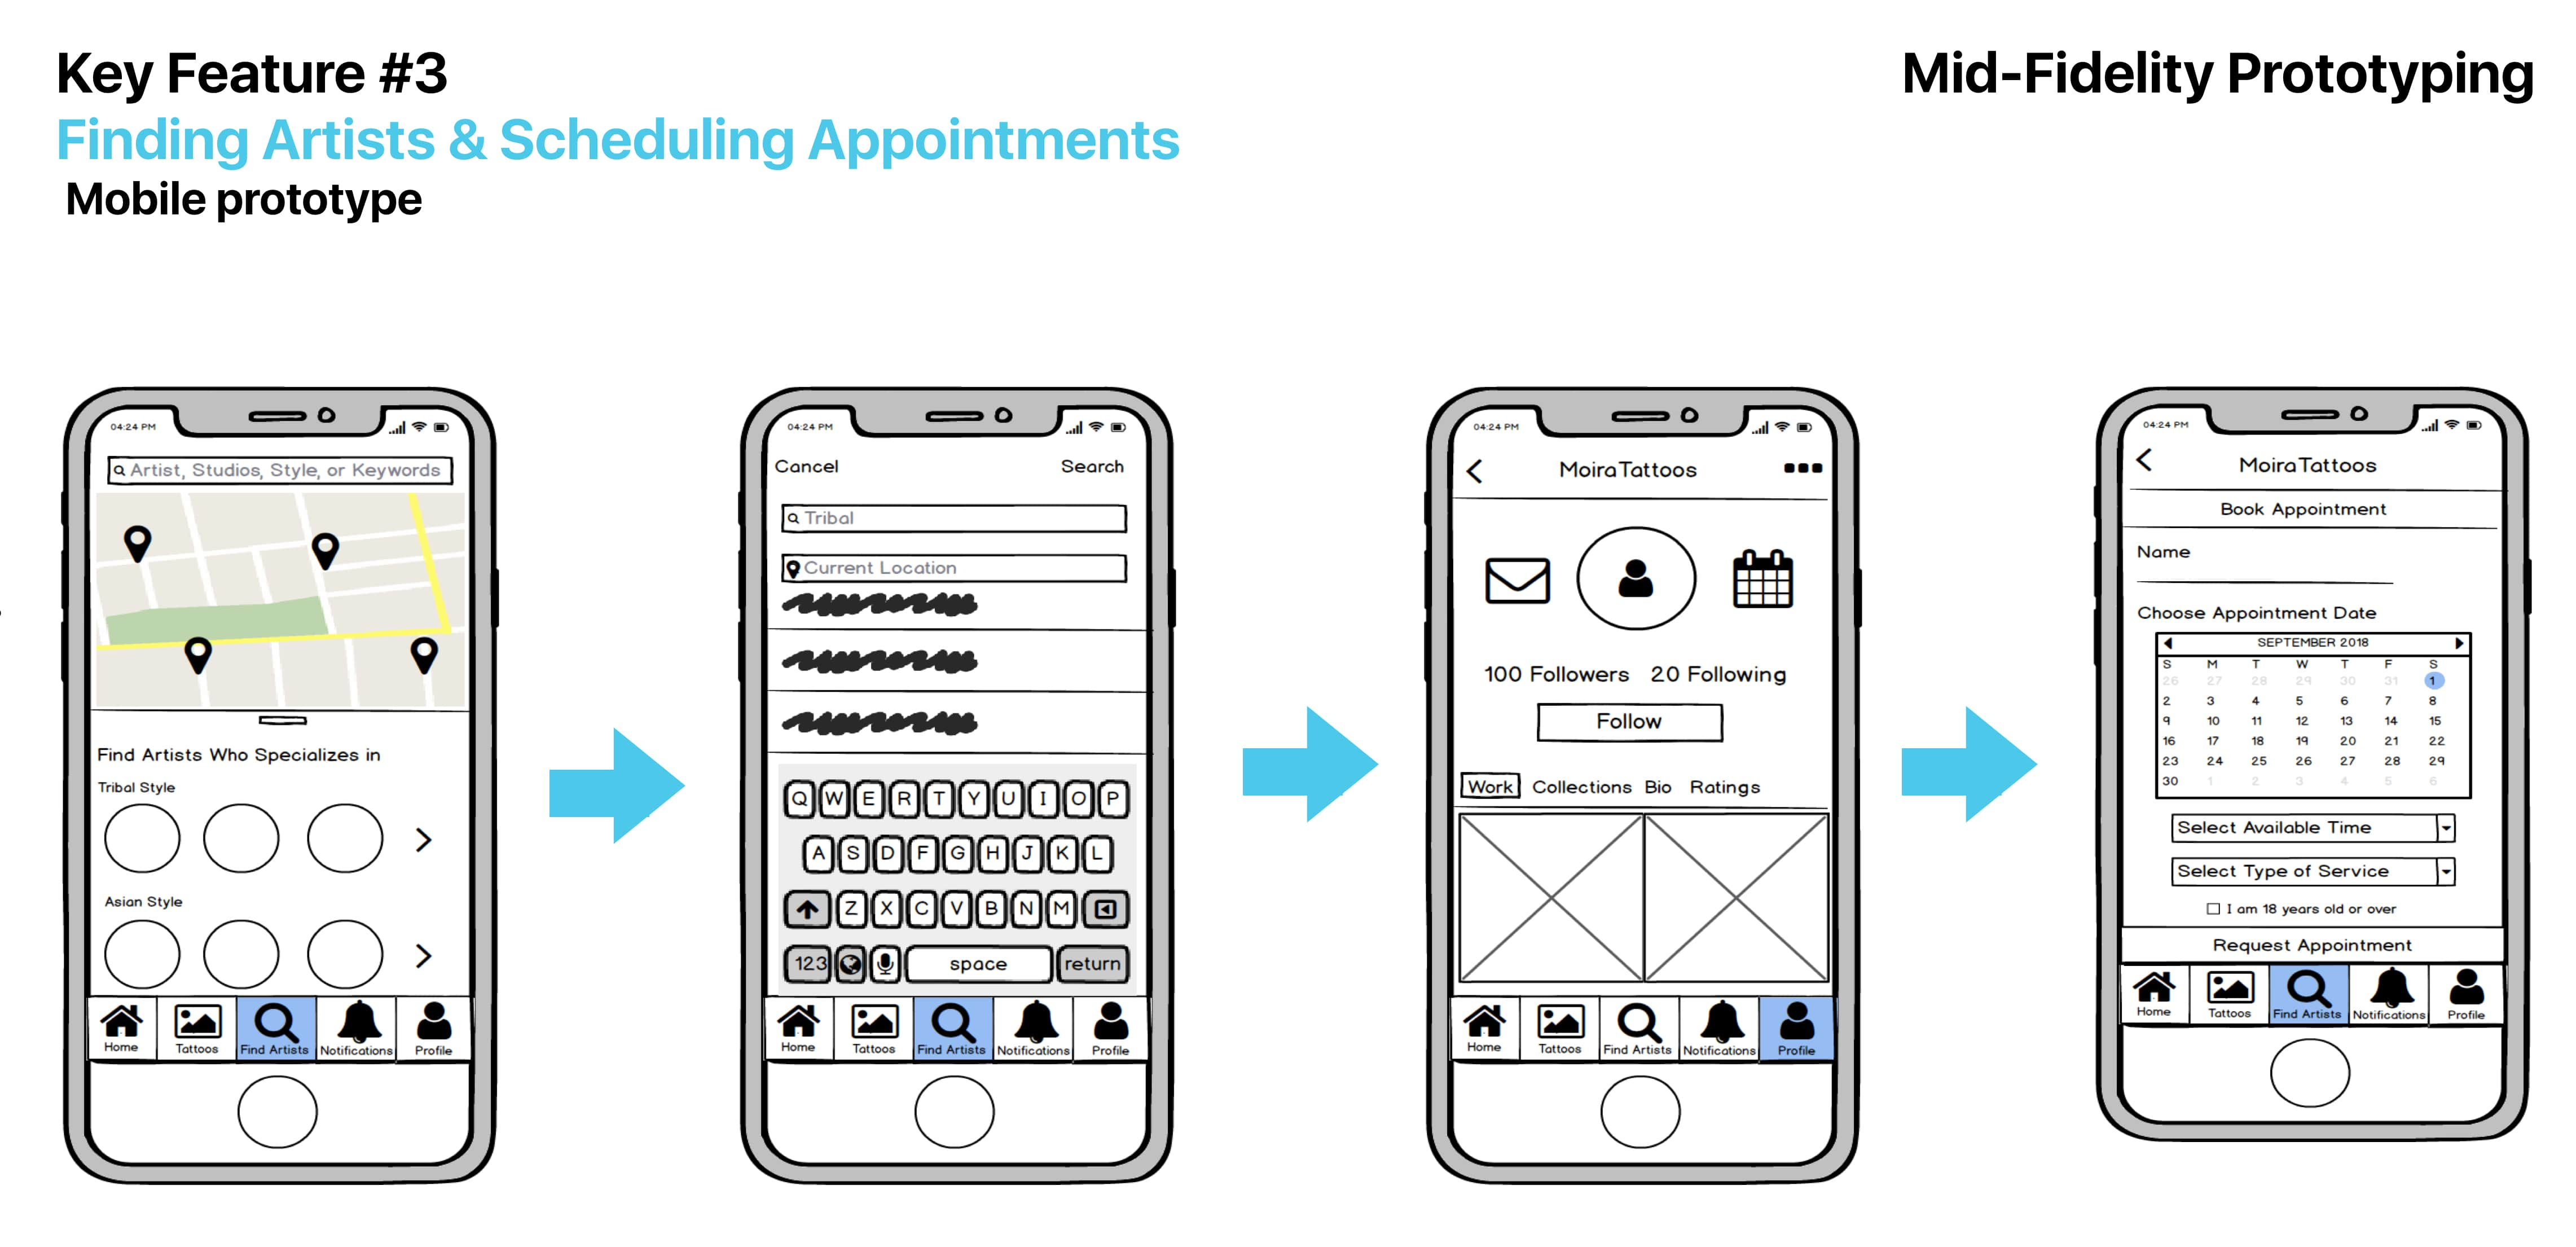 Key Feature #3
Mid-Fidelity Prototyping
Finding Artists & Scheduling Appointments
Mobile prototype
04:24 PM
Artist, Studios, Style, or Keywords
Find Artists Who Specializes in
Tribal Style
Asian Style
Home Tattoos Find Artists Notifications Profile
04:24 PM
Cancel Search
Tribal
Current Location
Q W E R T Y U I O P
A S D F G H J K L
Z X C V B N M
123 space return
Home Tattoos Find Artists Notifications Profile
04:24 PM
MoiraTattoos
100 Followers 20 Following
Follow
Work Collections Bio Ratings
Home Tattoos Find Artists Notifications Profile
04:24 PM
MoiraTattoos
Book Appointment
Name
Choose Appointment Date
SEPTEMBER 2018
S M T W T F S
26 27 28 29 30 31 1
2 3 4 5 6 7 8
9 10 11 12 13 14 15
16 17 18 19 20 21 22
23 24 25 26 27 28 29
30 1 2 3 4 5 6
Select Available Time
Select Type of Service
I am 18 years old or over
Request Appointment
Home Tattoos Find Artists Notifications Profile